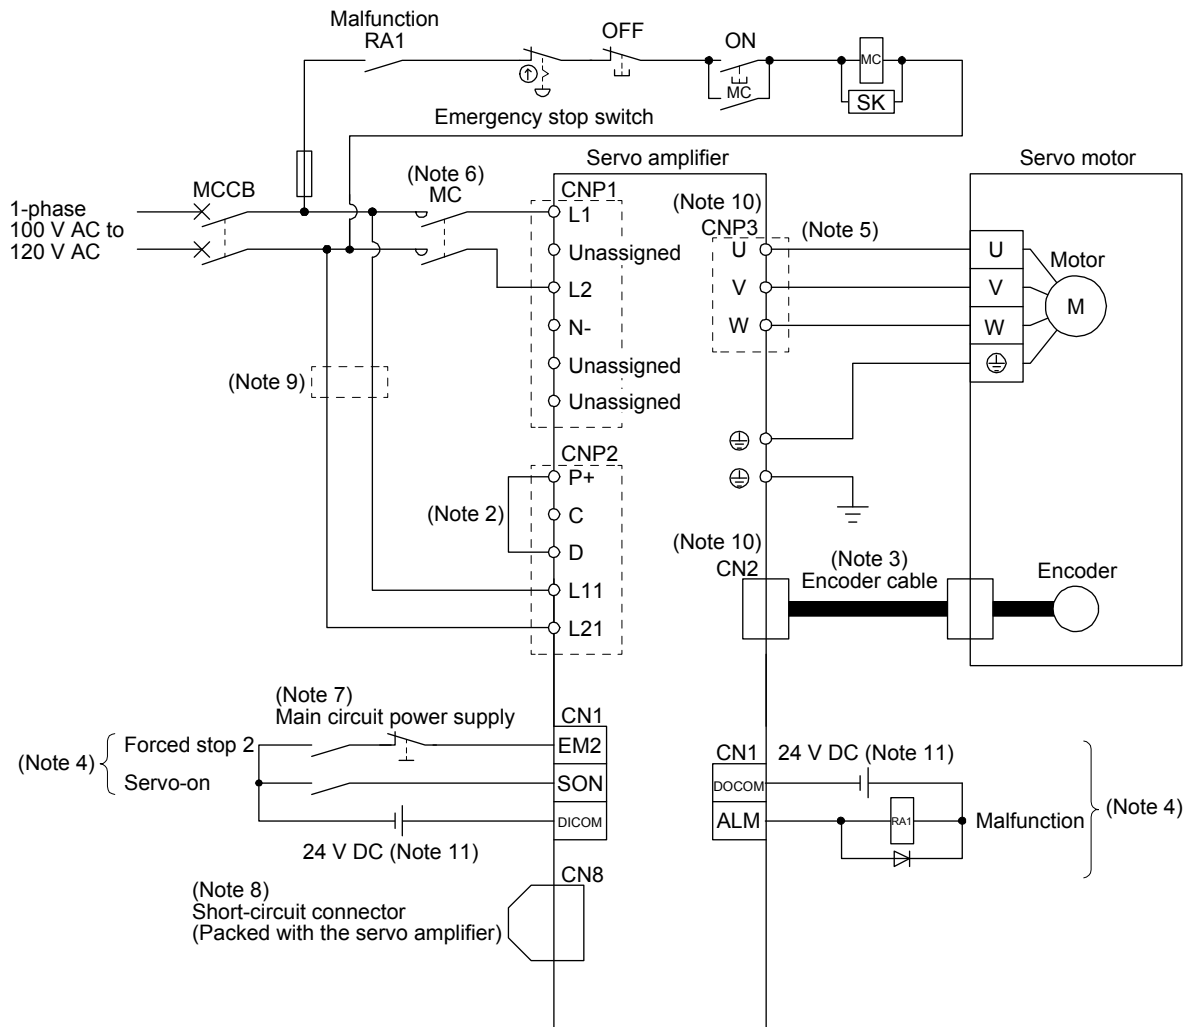 Malfunction
RA1
OFF
ON
MC
MC
SK
Emergency stop switch
Servo amplifier
Servo motor
MCCB
(Note 6)
MC
CNP1
(Note 10)
CNP3
(Note 5)
1-phase
100 V AC to
120 V AC
L1
Unassigned
L2
N-
Unassigned
Unassigned
U
V
W
U
V
W
Motor
M
(Note 9)
CNP2
P+
C
D
L11
L21
(Note 2)
(Note 10)
CN2
(Note 3)
Encoder cable
Encoder
(Note 7)
Main circuit power supply
CN1
(Note 4)
Forced stop 2
Servo-on
EM2
SON
DICOM
24 V DC (Note 11)
CN1
24 V DC (Note 11)
DOCOM
ALM
RA1
Malfunction
(Note 4)
CN8
(Note 8)
Short-circuit connector
(Packed with the servo amplifier)